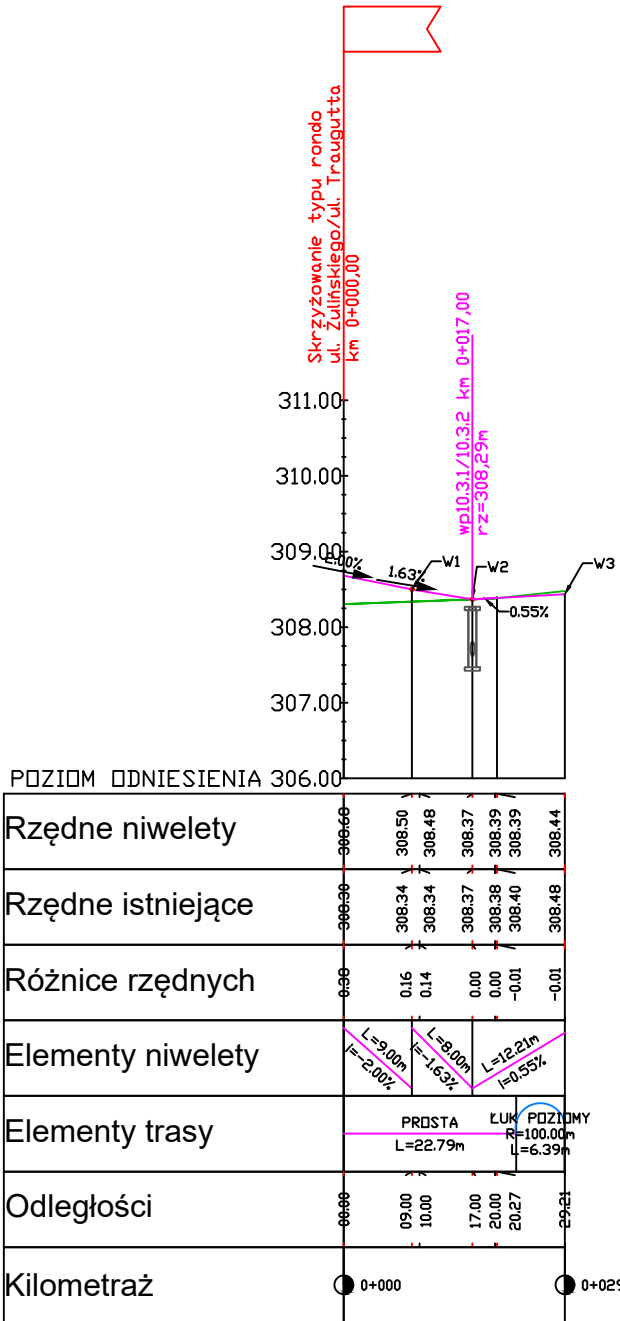 Skrzyżowanie typu rondo
ul. Żulińskiego/ul. Traugutta
km 0+000,00
wp10.3.1/10.3.2 km 0+017,00
rz=308,29m
311.00
310.00
309.00
308.00
307.00
306.00
2.00%
1.63%
W1
W2
W3
0.55%
POZIOM ODNIESIENIA
Rzędne niwelety
308.68 308.50 308.48 308.37 308.39 308.39 308.44
Rzędne istniejące
308.30 308.34 308.34 308.37 308.38 308.40 308.48
Różnice rzędnych
0.38 0.16 0.14 0.00 0.00 -0.01 -0.01
Elementy niwelety
L=9.00m
i=-2.00%
L=8.00m
i=-1.63%
L=12.21m
i=0.55%
Elementy trasy
PROSTA
L=22.79m
ŁUK POZIOMY
R=100.00m
L=6.39m
Odległości
00.00 09.00 10.00 17.00 20.00 20.27 29.21
Kilometraż
0+000
0+029